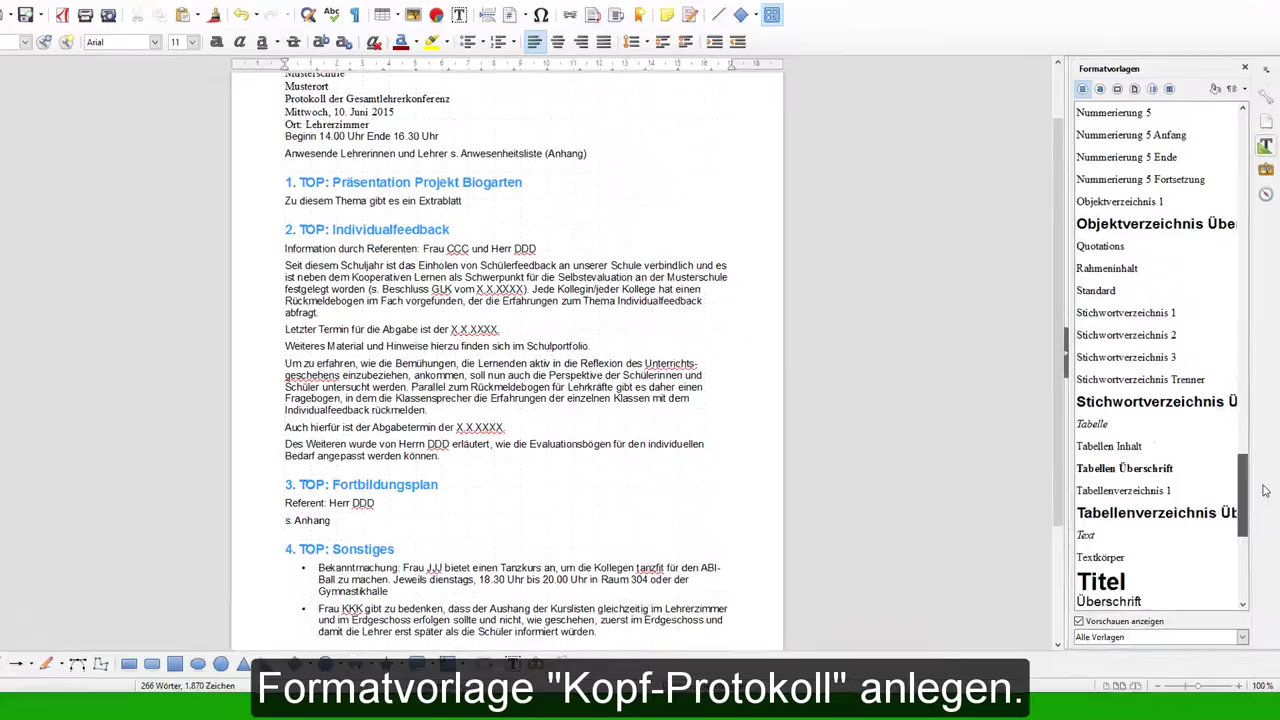 Arial
11
Musterschule
Musterort
Protokoll der Gesamtlehrerkonferenz
Mittwoch, 10. Juni 2015
Ort: Lehrerzimmer
Beginn 14.00 Uhr Ende 16.30 Uhr
Anwesende Lehrerinnen und Lehrer s. Anwesenheitsliste (Anhang)
1. TOP: Präsentation Projekt Biogarten
Zu diesem Thema gibt es ein Extrablatt
2. TOP: Individualfeedback
Information durch Referenten: Frau CCC und Herr DDD
Seit diesem Schuljahr ist das Einholen von Schülerfeedback an unserer Schule verbindlich und es
ist neben dem Kooperativen Lernen als Schwerpunkt für die Selbstevaluation an der Musterschule
festgelegt worden (s. Beschluss GLK vom X.X.XXXX). Jede Kollegin/jeder Kollege hat einen
Rückmeldebogen im Fach vorgefunden, der die Erfahrungen zum Thema Individualfeedback
abfragt.
Letzter Termin für die Abgabe ist der X.X.XXXX.
Weiteres Material und Hinweise hierzu finden sich im Schulportfolio.
Um zu erfahren, wie die Bemühungen, die Lernenden aktiv in die Reflexion des Unterrichts-
geschehens einzubeziehen, ankommen, soll nun auch die Perspektive der Schülerinnen und
Schüler untersucht werden. Parallel zum Rückmeldebogen für Lehrkräfte gibt es daher einen
Fragebogen, in dem die Klassensprecher die Erfahrungen der einzelnen Klassen mit dem
Individualfeedback rückmelden.
Auch hierfür ist der Abgabetermin der X.X.XXXX.
Des Weiteren wurde von Herrn DDD erläutert, wie die Evaluationsbögen für den individuellen
Bedarf angepasst werden können.
3. TOP: Fortbildungsplan
Referent: Herr DDD
s. Anhang
4. TOP: Sonstiges
• Bekanntmachung: Frau JJJ bietet einen Tanzkurs an, um die Kollegen tanzfit für den ABI-
Ball zu machen. Jeweils dienstags, 18.30 Uhr bis 20.00 Uhr in Raum 304 oder der
Gymnastikhalle
• Frau KKK gibt zu bedenken, dass der Aushang der Kurslisten gleichzeitig im Lehrerzimmer
und im Erdgeschoss erfolgen sollte und nicht, wie geschehen, zuerst im Erdgeschoss und
damit die Lehrer erst später als die Schüler informiert würden.
Formatvorlagen
Nummerierung 5
Nummerierung 5 Anfang
Nummerierung 5 Ende
Nummerierung 5 Fortsetzung
Objektverzeichnis 1
Objektverzeichnis Übe
Quotations
Rahmeninhalt
Standard
Stichwortverzeichnis 1
Stichwortverzeichnis 2
Stichwortverzeichnis 3
Stichwortverzeichnis Trenner
Stichwortverzeichnis Ü
Tabelle
Tabellen Inhalt
Tabellen Überschrift
Tabellenverzeichnis 1
Tabellenverzeichnis Üb
Text
Textkörper
Titel
Überschrift
Vorschauen anzeigen
Alle Vorlagen
266 Wörter, 1.870 Zeichen
100 %
Formatvorlage "Kopf-Protokoll" anlegen.